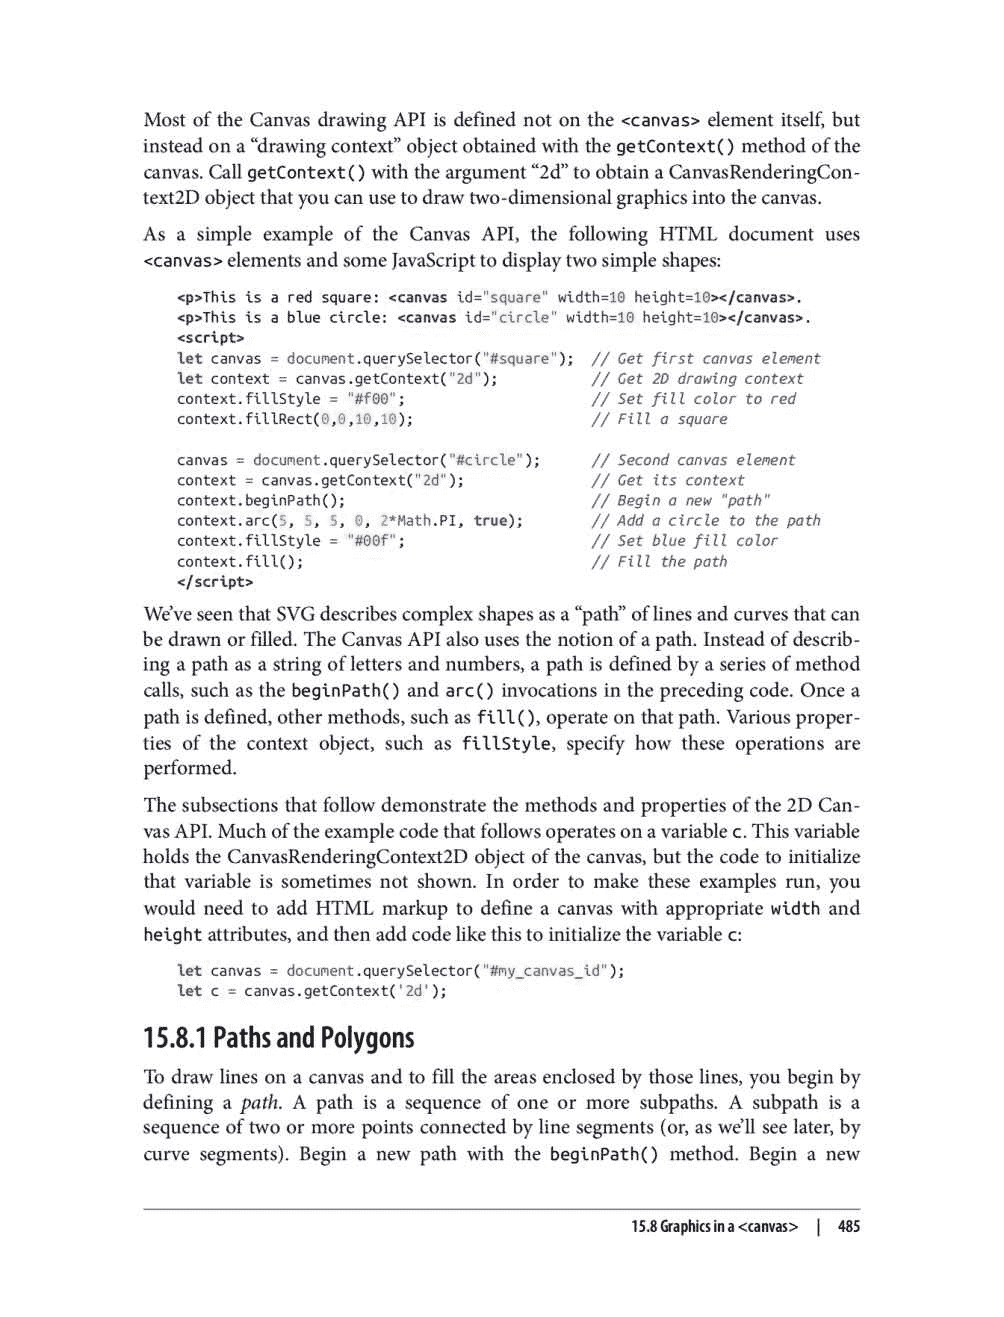 Most of the Canvas drawing API is defined not on the <canvas> element itself, but
instead on a “drawing context” object obtained with the getContext() method of the
canvas. Call getContext() with the argument “2d” to obtain a CanvasRenderingCon-
text2D object that you can use to draw two-dimensional graphics into the canvas.
As a simple example of the Canvas API, the following HTML document uses
<canvas> elements and some JavaScript to display two simple shapes:
<p>This is a red square: <canvas id="square" width=10 height=10></canvas>.
<p>This is a blue circle: <canvas id="circle" width=10 height=10></canvas>.
<script>
let canvas = document.querySelector("#square");  // Get first canvas element
let context = canvas.getContext("2d");           // Get 2D drawing context
context.fillStyle = "#f00";                      // Set fill color to red
context.fillRect(0,0,10,10);                     // Fill a square
canvas = document.querySelector("#circle");      // Second canvas element
context = canvas.getContext("2d");               // Get its context
context.beginPath();                             // Begin a new "path"
context.arc(5, 5, 5, 0, 2*Math.PI, true);        // Add a circle to the path
context.fillStyle = "#00f";                      // Set blue fill color
context.fill();                                  // Fill the path
</script>
We’ve seen that SVG describes complex shapes as a “path” of lines and curves that can
be drawn or filled. The Canvas API also uses the notion of a path. Instead of describ-
ing a path as a string of letters and numbers, a path is defined by a series of method
calls, such as the beginPath() and arc() invocations in the preceding code. Once a
path is defined, other methods, such as fill(), operate on that path. Various proper-
ties of the context object, such as fillStyle, specify how these operations are
performed.
The subsections that follow demonstrate the methods and properties of the 2D Can-
vas API. Much of the example code that follows operates on a variable c. This variable
holds the CanvasRenderingContext2D object of the canvas, but the code to initialize
that variable is sometimes not shown. In order to make these examples run, you
would need to add HTML markup to define a canvas with appropriate width and
height attributes, and then add code like this to initialize the variable c:
let canvas = document.querySelector("#my_canvas_id");
let c = canvas.getContext('2d');
15.8.1 Paths and Polygons
To draw lines on a canvas and to fill the areas enclosed by those lines, you begin by
defining a path. A path is a sequence of one or more subpaths. A subpath is a
sequence of two or more points connected by line segments (or, as we’ll see later, by
curve segments). Begin a new path with the beginPath() method. Begin a new
15.8 Graphics in a <canvas> | 485